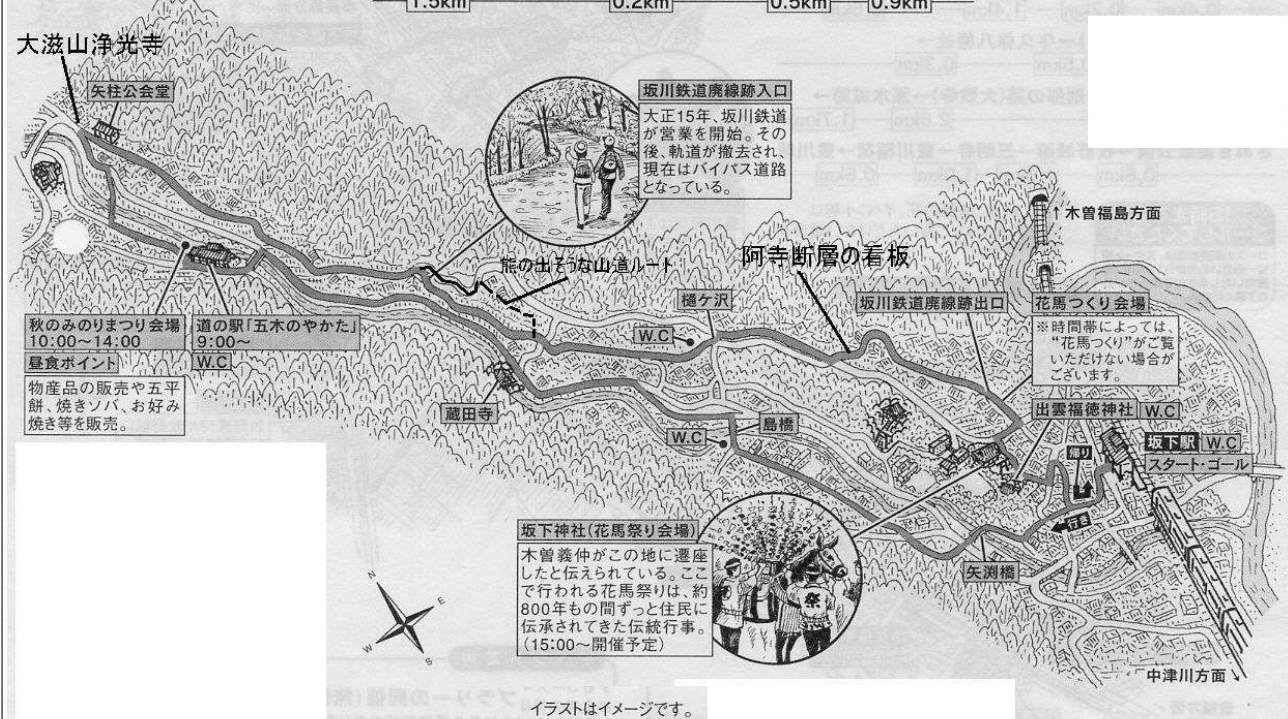 1.5km
0.2km
0.5km
0.9km
大滋山浄光寺
矢柱公会堂
坂川鉄道廃線跡入口
大正15年、坂川鉄道
が営業を開始。その
後、軌道が撤去され、
現在はバイパス道路
となっている。
↑木曽福島方面
熊の出そうな山道ルート
阿寺断層の看板
樋ケ沢
坂川鉄道廃線跡出口
花馬つくり会場
※時間帯によっては、
“花馬つくり”がご覧
いただけない場合が
ございます。
秋のみのりまつり会場
10:00〜14:00
昼食ポイント
物産品の販売や五平
餅、焼きソバ、お好み
焼き等を販売。
道の駅「五木のやかた」
9:00〜
W.C
W.C
蔵田寺
島橋
W.C
出雲福徳神社 W.C
坂下駅 W.C
スタート・ゴール
帰り
行き
坂下神社(花馬祭り会場)
木曽義仲がこの地に遷座
したと伝えられている。ここ
で行われる花馬祭りは、約
800年もの間ずっと住民に
伝承されてきた伝統行事。
(15:00〜開催予定)
祭
矢渕橋
N
E
W
S
中津川方面
イラストはイメージです。